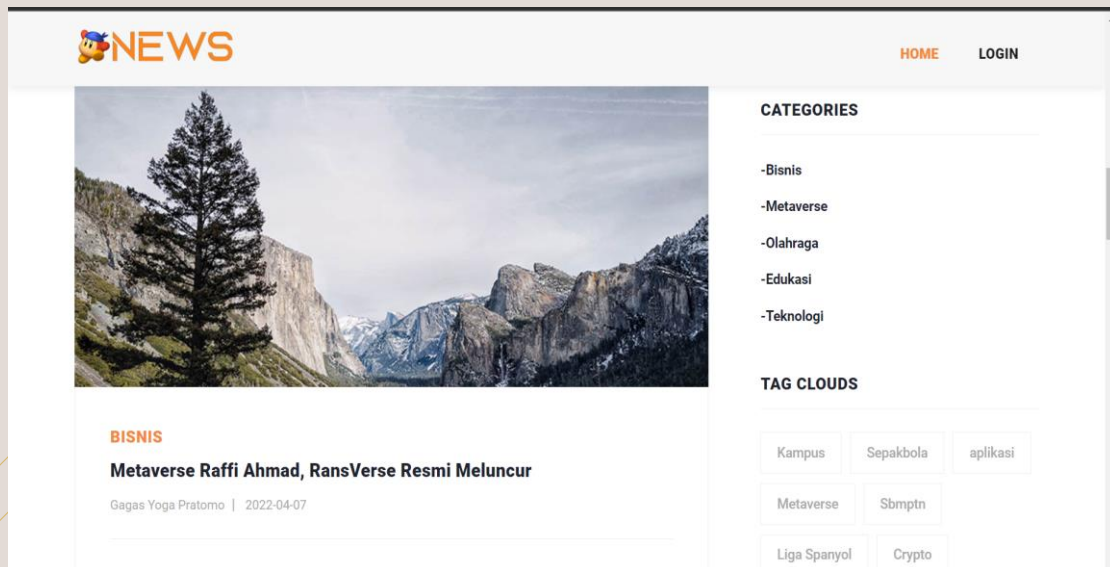 NEWS
HOME LOGIN
BISNIS
Metaverse Raffi Ahmad, RansVerse Resmi Meluncur
Gagas Yoga Pratomo | 2022-04-07
CATEGORIES
-Bisnis
-Metaverse
-Olahraga
-Edukasi
-Teknologi
TAG CLOUDS
Kampus Sepakbola aplikasi
Metaverse Sbmptn
Liga Spanyol Crypto